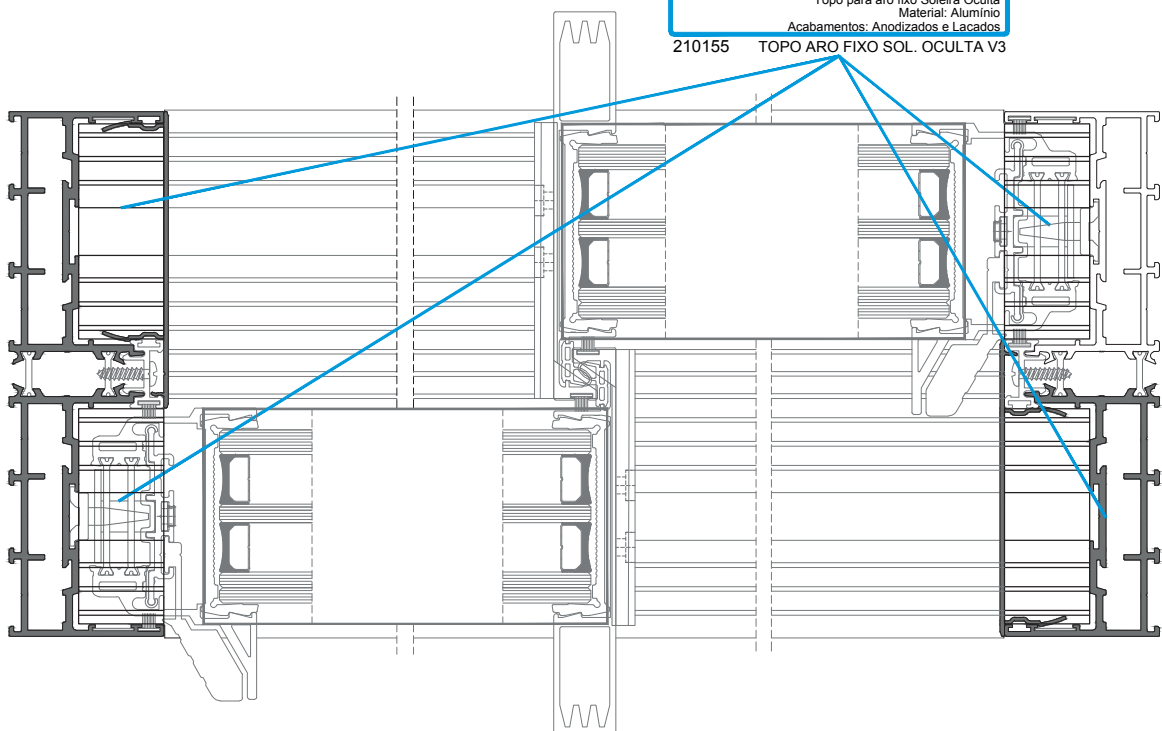 Topo para aro fixo Soleira Oculta
Material: Alumínio
Acabamentos: Anodizados e Lacados
210155 TOPO ARO FIXO SOL. OCULTA V3